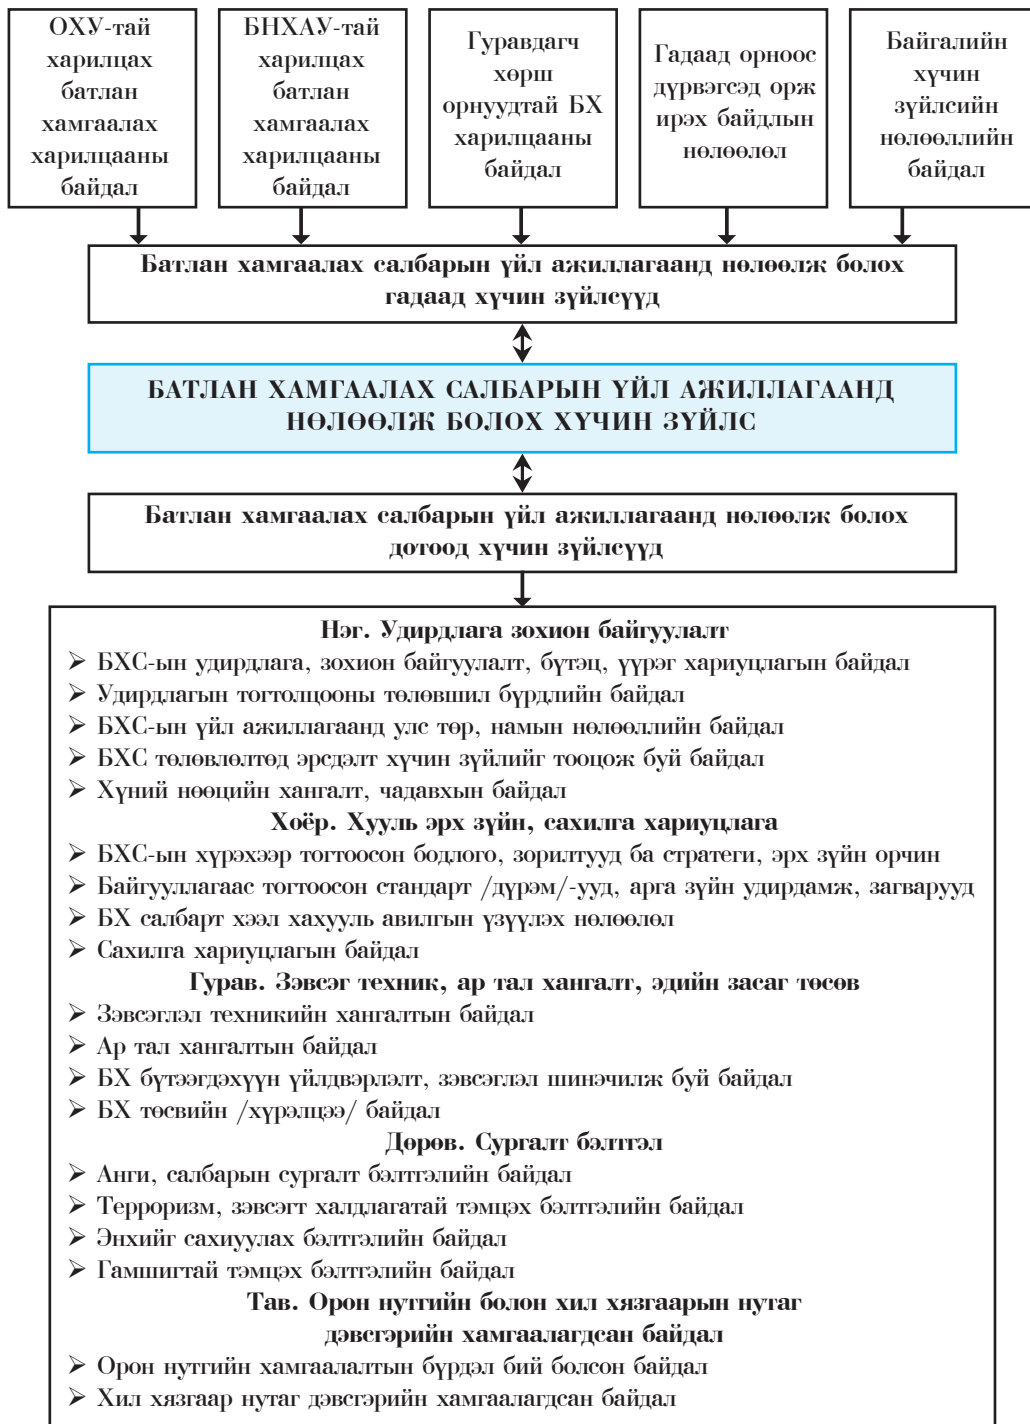 ОХУ-тай
харилцах
батлан
хамгаалах
харилцааны
байдал
БНХАУ-тай
харилцах
батлан
хамгаалах
харилцааны
байдал
Гуравдагч
хөрш
орнуудтай БХ
харилцааны
байдал
Гадаад орноос
дүрвэгсэд орж
ирэх байдлын
нөлөөлөл
Байгалийн
хүчин
зүйлсийн
нөлөөллийн
байдал
Батлан хамгаалах салбарын үйл ажиллагаанд нөлөөлж болох
гадаад хүчин зүйлсүүд
БАТЛАН ХАМГААЛАХ САЛБАРЫН ҮЙЛ АЖИЛЛАГААНД
НӨЛӨӨЛЖ БОЛОХ ХҮЧИН ЗҮЙЛС
Батлан хамгаалах салбарын үйл ажиллагаанд нөлөөлж болох
дотоод хүчин зүйлсүүд
Нэг. Удирдлага зохион байгуулалт
➢ БХС-ын удирдлага, зохион байгуулалт, бүтэц, үүрэг хариуцлагын байдал
➢ Удирдлагын тогтолцооны төлөвшил бүрдлийн байдал
➢ БХС-ын үйл ажиллагаанд улс төр, намын нөлөөллийн байдал
➢ БХС төлөвлөлтөд эрсдэлт хүчин зүйлийг тооцож буй байдал
➢ Хүний нөөцийн хангалт, чадавхын байдал
Хоёр. Хууль эрх зүйн, сахилга хариуцлага
➢ БХС-ын хүрэхээр тогтоосон бодлого, зорилтууд ба стратеги, эрх зүйн орчин
➢ Байгууллагаас тогтоосон стандарт /дүрэм/-ууд, арга зүйн удирдамж, загварууд
➢ БХ салбарт хээл хахууль авилгын үзүүлэх нөлөөлөл
➢ Сахилга хариуцлагын байдал
Гурав. Зэвсэг техник, ар тал хангалт, эдийн засаг төсөв
➢ Зэвсэглэл техникийн хангалтын байдал
➢ Ар тал хангалтын байдал
➢ БХ бүтээгдэхүүн үйлдвэрлэлт, зэвсэглэл шинэчилж буй байдал
➢ БХ төсвийн /хүрэлцээ/ байдал
Дөрөв. Сургалт бэлтгэл
➢ Анги, салбарын сургалт бэлтгэлийн байдал
➢ Терроризм, зэвсэгт халдлагатай тэмцэх бэлтгэлийн байдал
➢ Энхийг сахиуулах бэлтгэлийн байдал
➢ Гамшигтай тэмцэх бэлтгэлийн байдал
Тав. Орон нутгийн болон хил хязгаарын нутаг
дэвсгэрийн хамгаалагдсан байдал
➢ Орон нутгийн хамгаалалтын бүрдэл бий болсон байдал
➢ Хил хязгаар нутаг дэвсгэрийн хамгаалагдсан байдал